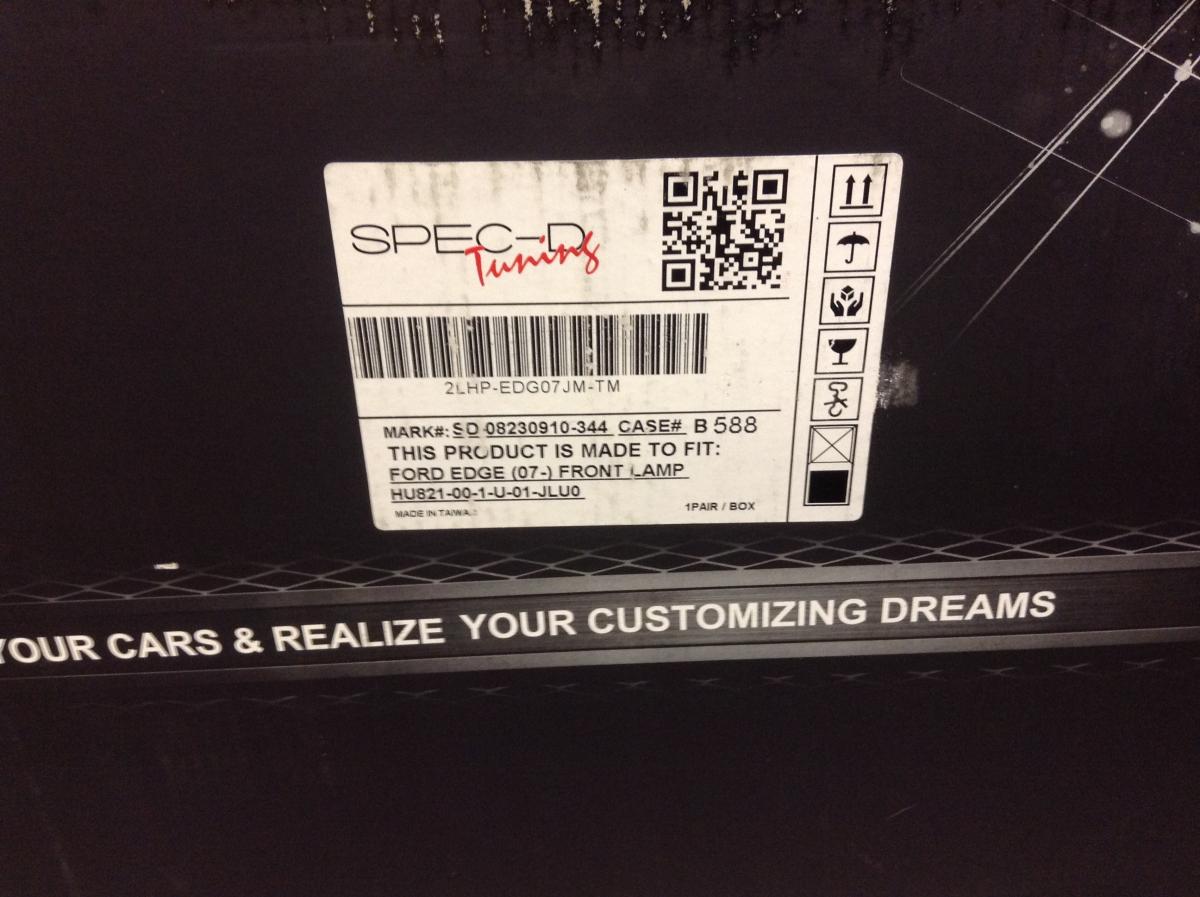 SPEC-D
Tuning
2LHP-EDG07JM-TM
MARK#: SD-08230910-344 CASE# B 588
THIS PRODUCT IS MADE TO FIT:
FORD EDGE (07-) FRONT LAMP
HU821-00-1-U-01-JLU0
MADE IN TAIWA
1PAIR / BOX
YOUR CARS & REALIZE YOUR CUSTOMIZING DREAMS